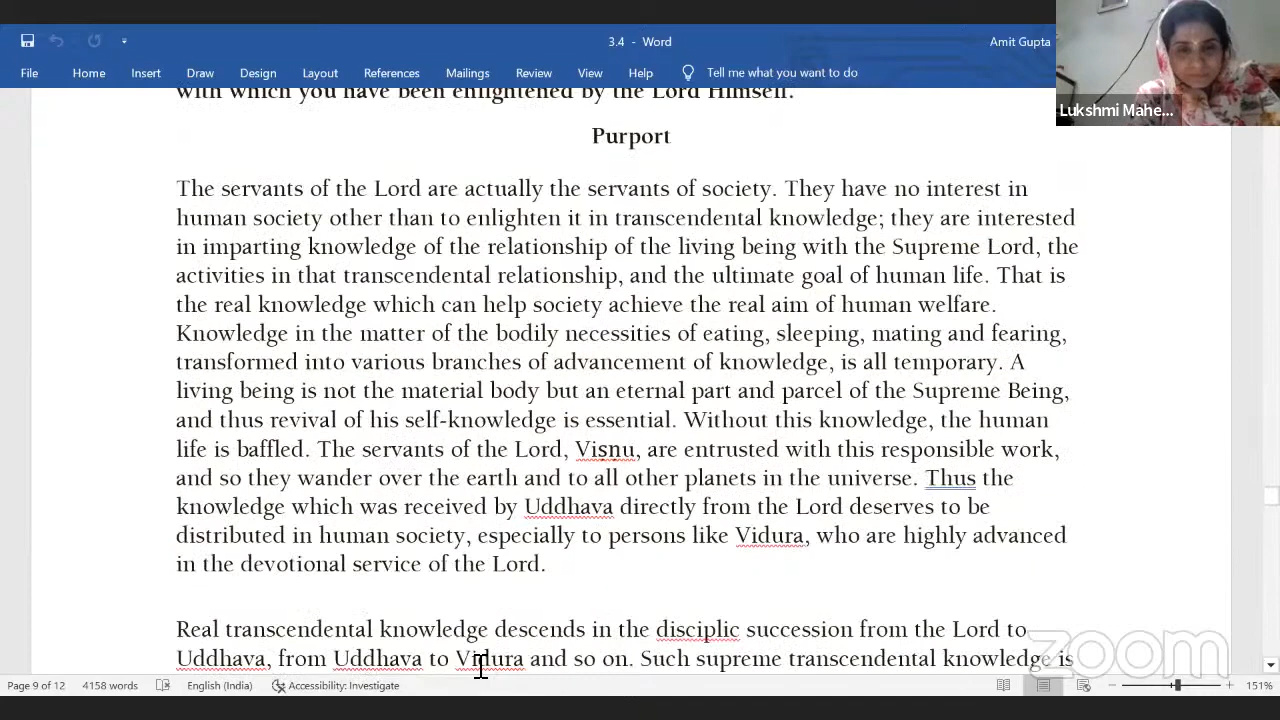 3.4 - Word
Amit Gupta
File Home Insert Draw Design Layout References Mailings Review View Help Tell me what you want to do
Lukshmi Mahe...
with which you have been enlightened by the Lord Himself.
Purport
The servants of the Lord are actually the servants of society. They have no interest in
human society other than to enlighten it in transcendental knowledge; they are interested
in imparting knowledge of the relationship of the living being with the Supreme Lord, the
activities in that transcendental relationship, and the ultimate goal of human life. That is
the real knowledge which can help society achieve the real aim of human welfare.
Knowledge in the matter of the bodily necessities of eating, sleeping, mating and fearing,
transformed into various branches of advancement of knowledge, is all temporary. A
living being is not the material body but an eternal part and parcel of the Supreme Being,
and thus revival of his self-knowledge is essential. Without this knowledge, the human
life is baffled. The servants of the Lord, Viṣṇu, are entrusted with this responsible work,
and so they wander over the earth and to all other planets in the universe. Thus the
knowledge which was received by Uddhava directly from the Lord deserves to be
distributed in human society, especially to persons like Vidura, who are highly advanced
in the devotional service of the Lord.
Real transcendental knowledge descends in the disciplic succession from the Lord to
Uddhava, from Uddhava to Vidura and so on. Such supreme transcendental knowledge is
zoom
Page 9 of 12 4158 words English (India) Accessibility: Investigate 151%